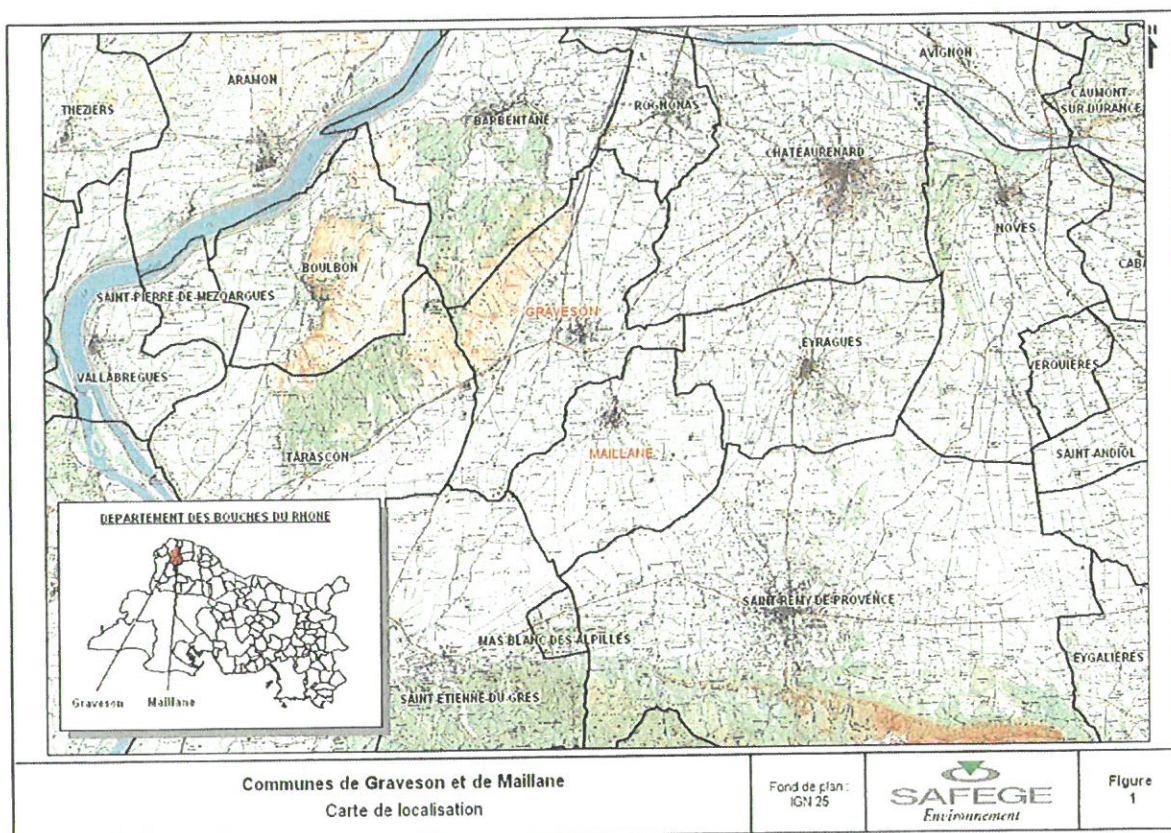 N
AVIGNON
ARAMON
THEZIERS
CAUMONT
SUR DURANCE
ROGNONAS
BARBENTANE
CHATEAURENARD
NOVES
BOULBON
CABA
SAINT-PIERRE-DE-MEZOARGUES
GRAVESON
EYRAGUES
VERQUIERES
VALLABREGUES
TARASCON
MAILLANE
SAINT-ANDIOL
DEPARTEMENT DES BOUCHES DU RHONE
Graveson
Maillane
SAINT-REMY-DE-PROVENCE
MAS BLANC DES ALPILLES
EYGALIÈRES
SAINT ETIENNE-DU-GRES
Communes de Graveson et de Maillane
Carte de localisation
Fond de plan :
IGN 25
SAFEGE
Environnement
Figure
1